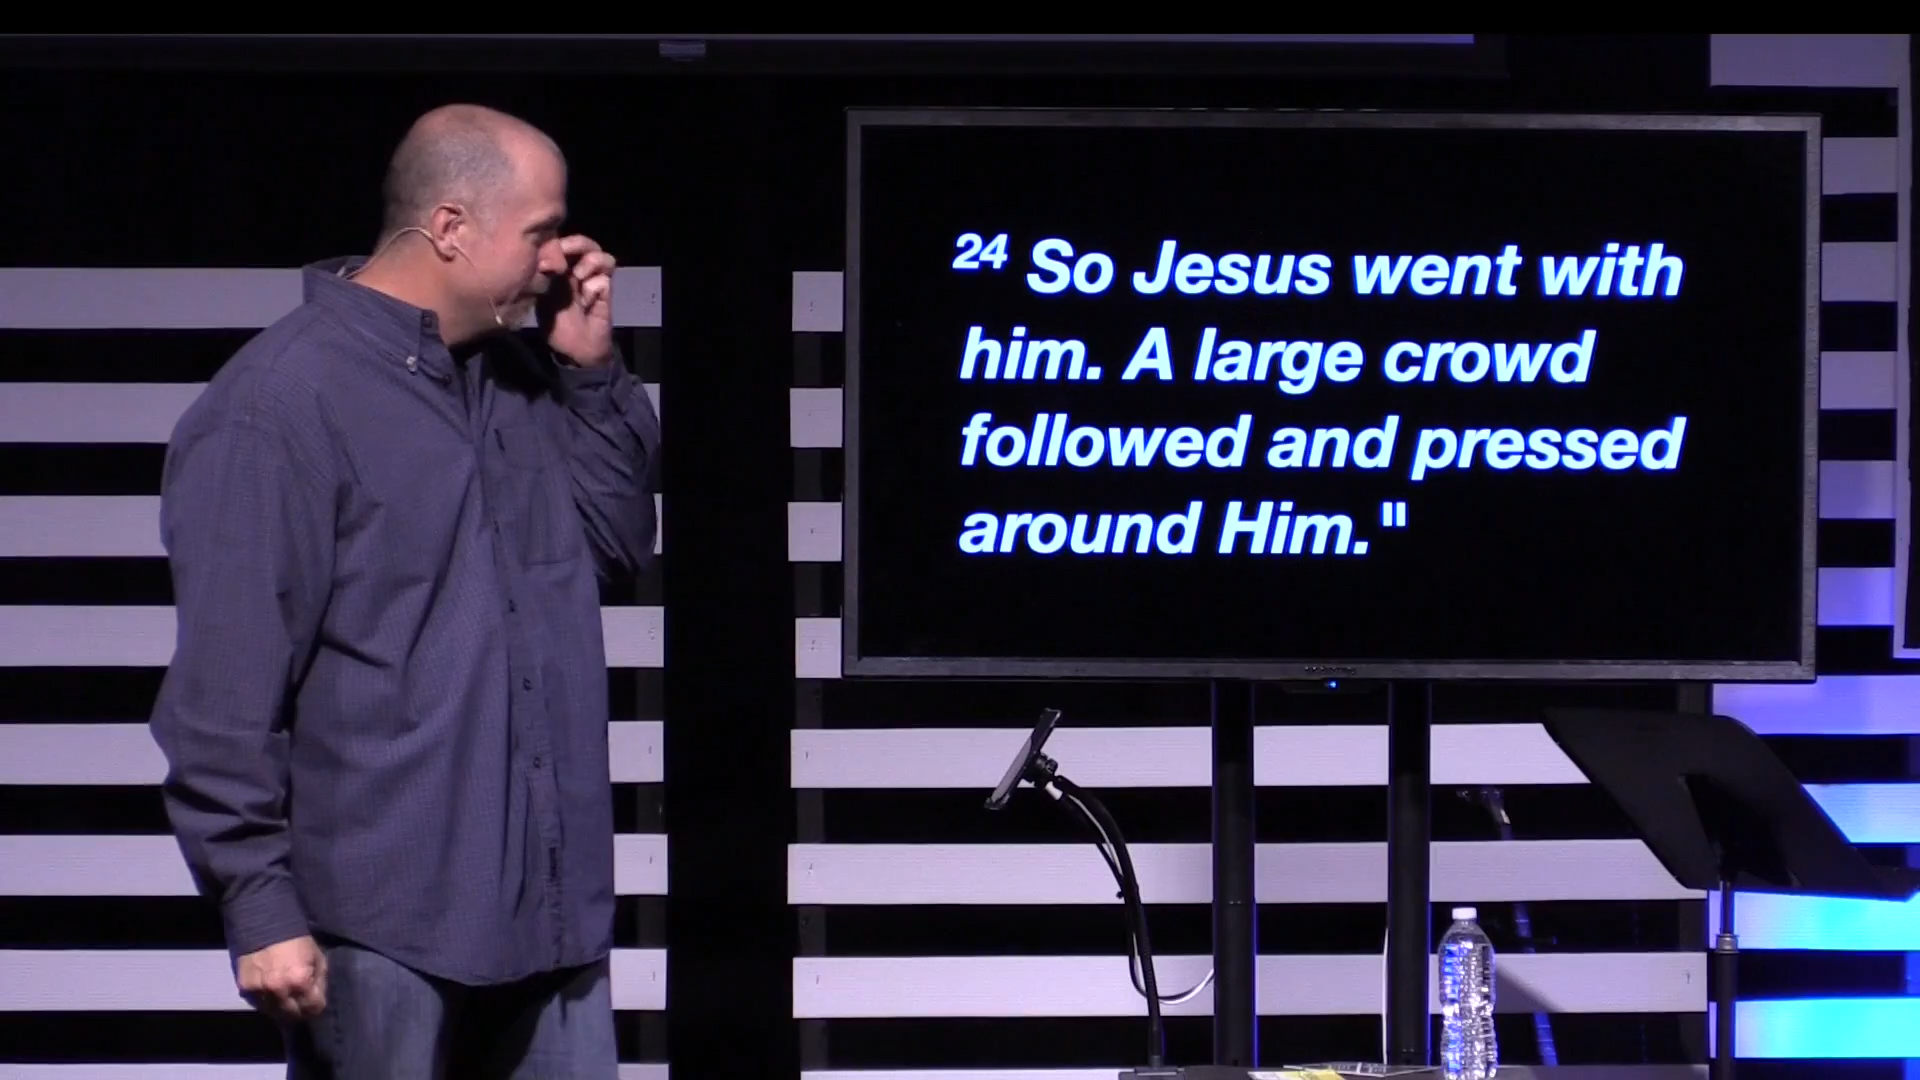 24 So Jesus went with
him. A large crowd
followed and pressed
around Him."